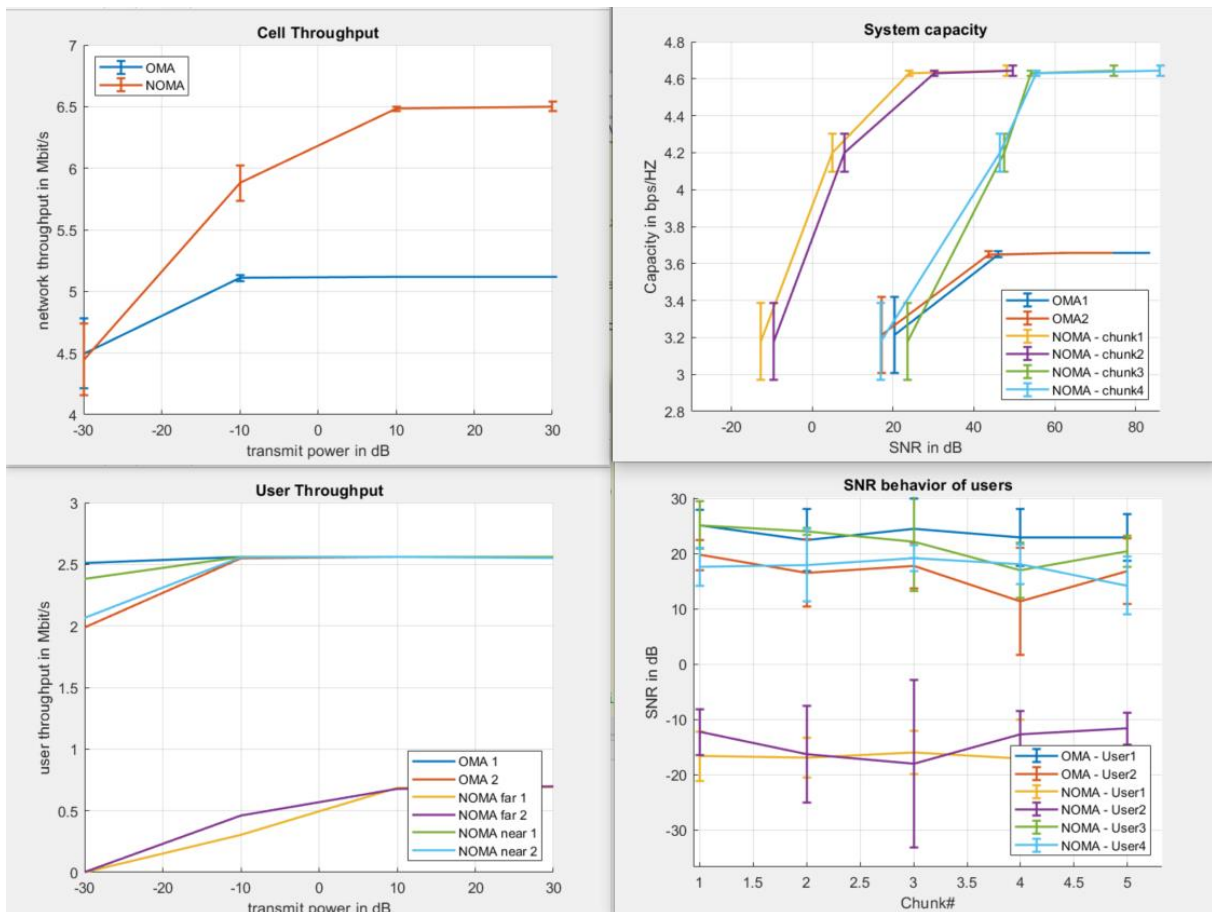 Cell Throughput
7
6.5
6
5.5
5
4.5
4
network throughput in Mbit/s
OMA
NOMA
-30
-20
-10
0
10
20
30
transmit power in dB
System capacity
4.8
4.6
4.4
4.2
4
3.8
3.6
3.4
3.2
3
2.8
Capacity in bps/HZ
OMA1
OMA2
NOMA - chunk1
NOMA - chunk2
NOMA - chunk3
NOMA - chunk4
-20
0
20
40
60
80
SNR in dB
User Throughput
3
2.5
2
1.5
1
0.5
0
user throughput in Mbit/s
OMA 1
OMA 2
NOMA far 1
NOMA far 2
NOMA near 1
NOMA near 2
-30
-20
-10
0
10
20
30
transmit power in dB
SNR behavior of users
30
20
10
0
-10
-20
-30
SNR in dB
OMA - User1
OMA - User2
NOMA - User1
NOMA - User2
NOMA - User3
NOMA - User4
1
1.5
2
2.5
3
3.5
4
4.5
5
Chunk#